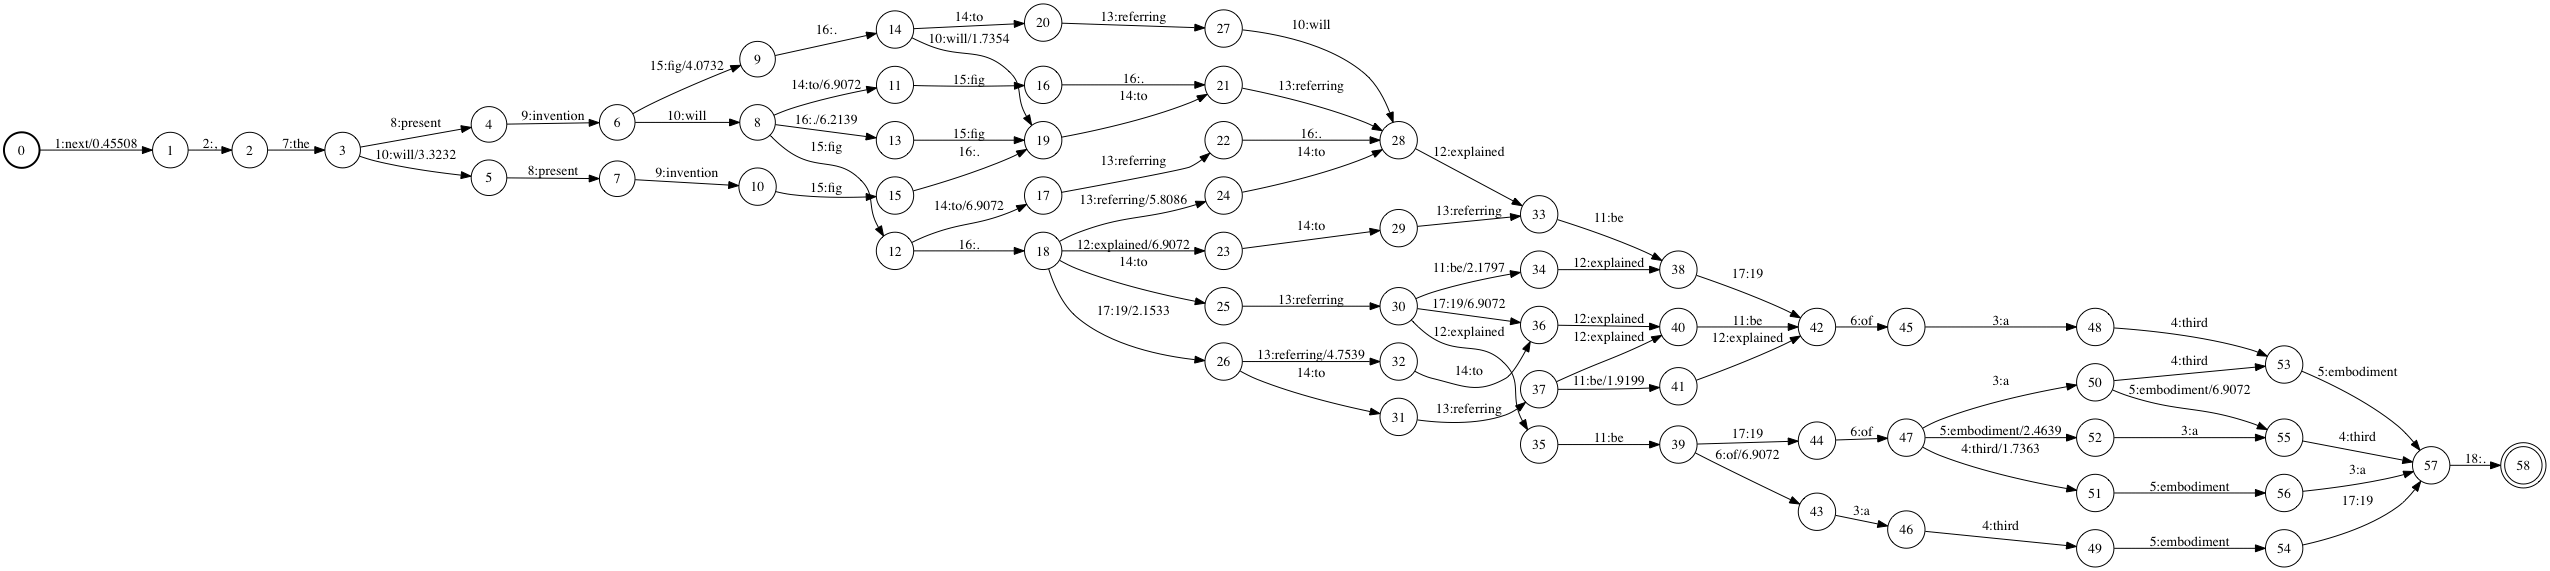 0
1:next/0.45508
1
2:,
2
7:the
3
8:present
10:will/3.3232
4
5
9:invention
8:present
6
7
15:fig/4.0732
10:will
9:invention
9
8
10
16:.
14:to/6.9072
16:./6.2139
15:fig
15:fig
14
11
13
15
12
14:to
10:will/1.7354
15:fig
15:fig
16:.
14:to/6.9072
16:.
20
16
19
17
18
13:referring
16:.
14:to
13:referring
13:referring/5.8086
12:explained/6.9072
14:to
17:19/2.1533
27
21
22
24
23
25
26
10:will
13:referring
16:.
14:to
14:to
13:referring
13:referring/4.7539
14:to
28
29
30
32
31
12:explained
13:referring
11:be/2.1797
17:19/6.9072
12:explained
14:to
13:referring
33
34
36
37
35
11:be
12:explained
12:explained
12:explained
11:be/1.9199
11:be
38
40
41
39
17:19
11:be
12:explained
17:19
6:of/6.9072
42
44
43
6:of
6:of
3:a
45
47
46
3:a
3:a
5:embodiment/2.4639
4:third/1.7363
4:third
48
50
52
51
49
4:third
4:third
5:embodiment/6.9072
3:a
5:embodiment
5:embodiment
53
55
56
54
5:embodiment
4:third
3:a
17:19
57
18:.
58